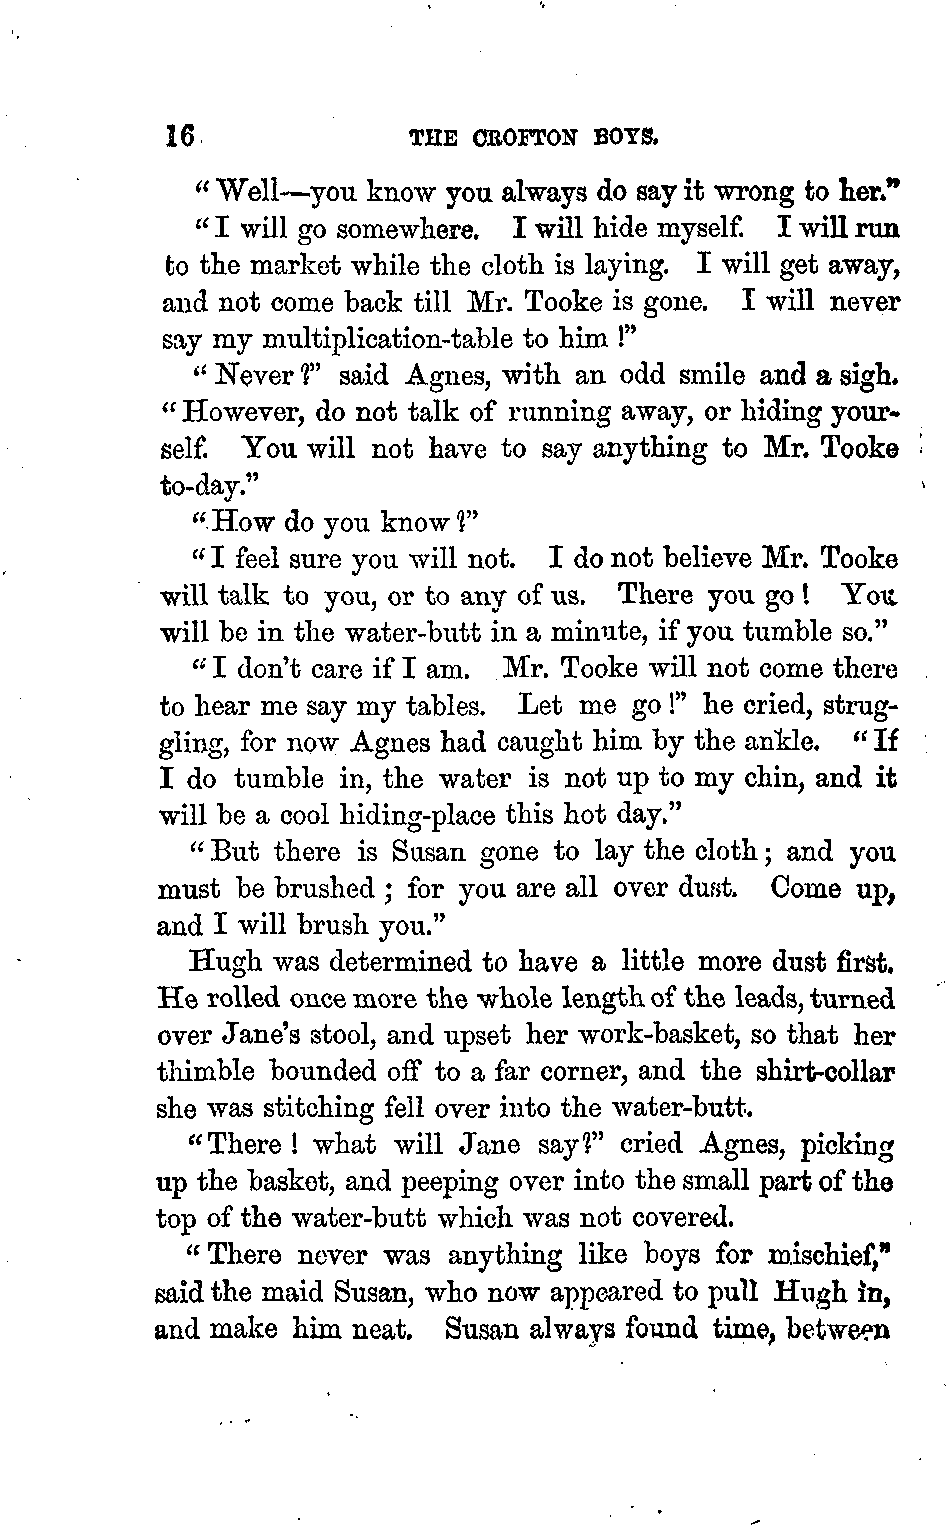 16 THE CROFTON BOYS.
“Well—you know you always do say it wrong to her.”
“I will go somewhere. I will hide myself. I will run
to the market while the cloth is laying. I will get away,
and not come back till Mr. Tooke is gone. I will never
say my multiplication-table to him!”
“Never?” said Agnes, with an odd smile and a sigh.
“However, do not talk of running away, or hiding your-
self. You will not have to say anything to Mr. Tooke
to-day.”
“How do you know?”
“I feel sure you will not. I do not believe Mr. Tooke
will talk to you, or to any of us. There you go! You
will be in the water-butt in a minute, if you tumble so.”
“I don’t care if I am. Mr. Tooke will not come there
to hear me say my tables. Let me go!” he cried, strug-
gling, for now Agnes had caught him by the ankle. “If
I do tumble in, the water is not up to my chin, and it
will be a cool hiding-place this hot day.”
“But there is Susan gone to lay the cloth; and you
must be brushed; for you are all over dust. Come up,
and I will brush you.”
Hugh was determined to have a little more dust first.
He rolled once more the whole length of the leads, turned
over Jane’s stool, and upset her work-basket, so that her
thimble bounded off to a far corner, and the shirt-collar
she was stitching fell over into the water-butt.
“There! what will Jane say?” cried Agnes, picking
up the basket, and peeping over into the small part of the
top of the water-butt which was not covered.
“There never was anything like boys for mischief,”
said the maid Susan, who now appeared to pull Hugh in,
and make him neat. Susan always found time, between